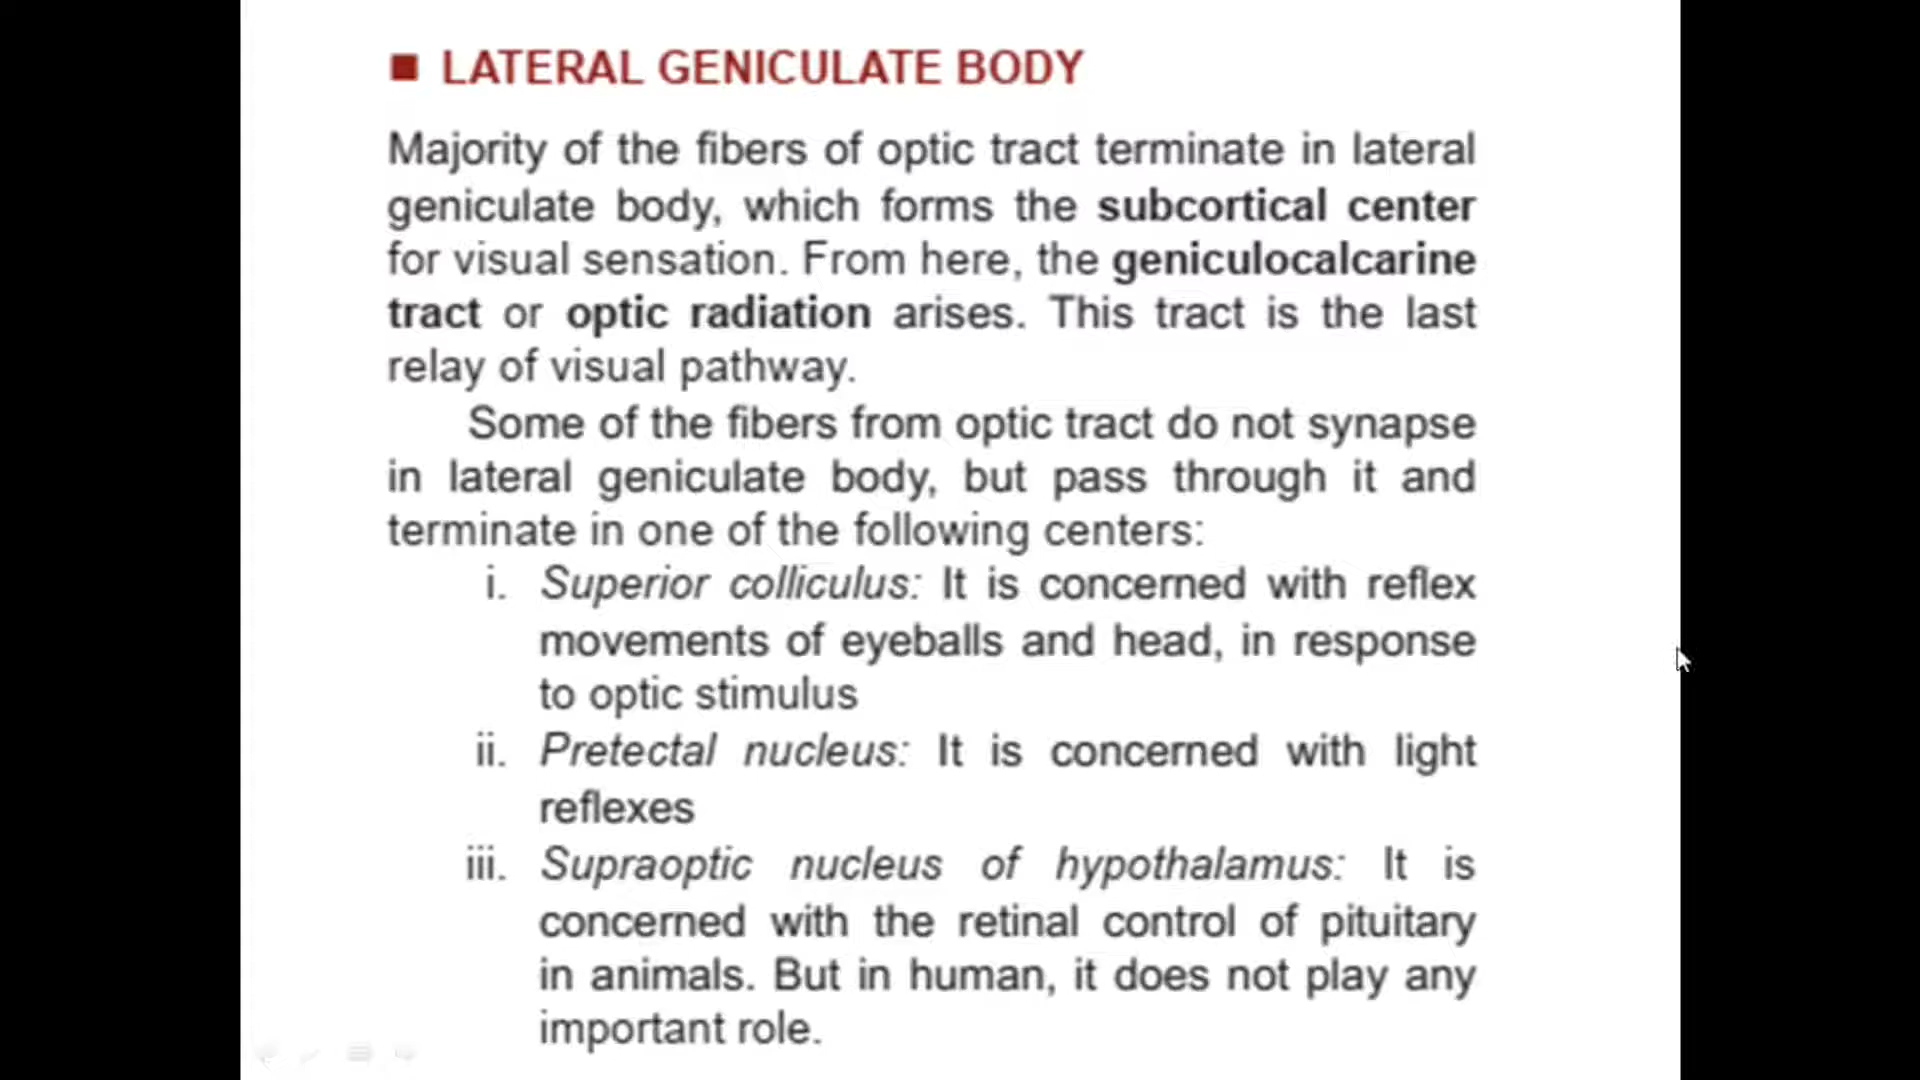 ■ LATERAL GENICULATE BODY
Majority of the fibers of optic tract terminate in lateral
geniculate body, which forms the subcortical center
for visual sensation. From here, the geniculocalcarine
tract or optic radiation arises. This tract is the last
relay of visual pathway.
Some of the fibers from optic tract do not synapse
in lateral geniculate body, but pass through it and
terminate in one of the following centers:
i. Superior colliculus: It is concerned with reflex
movements of eyeballs and head, in response
to optic stimulus
ii. Pretectal nucleus: It is concerned with light
reflexes
iii. Supraoptic nucleus of hypothalamus: It is
concerned with the retinal control of pituitary
in animals. But in human, it does not play any
important role.